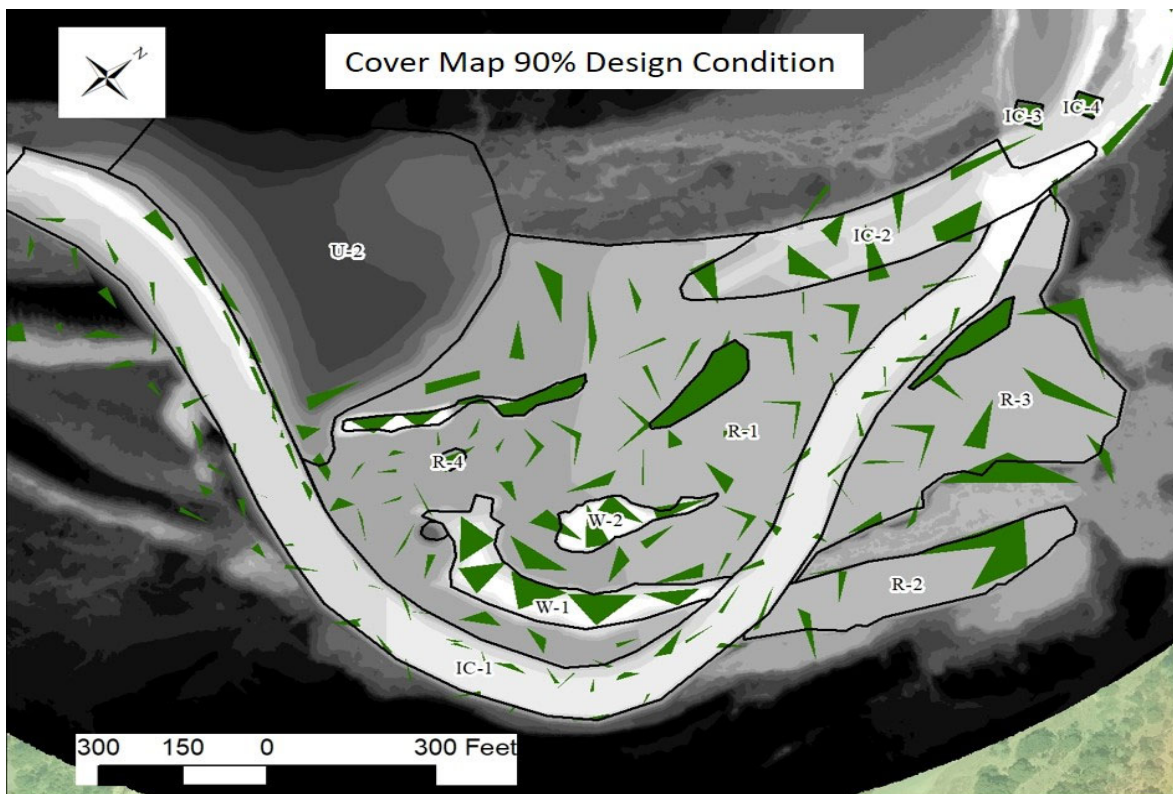 Cover Map 90% Design Condition
N
IC-3
IC-4
U-2
IC-2
R-3
R-1
R-4
W-2
R-2
W-1
IC-1
300 150 0 300 Feet